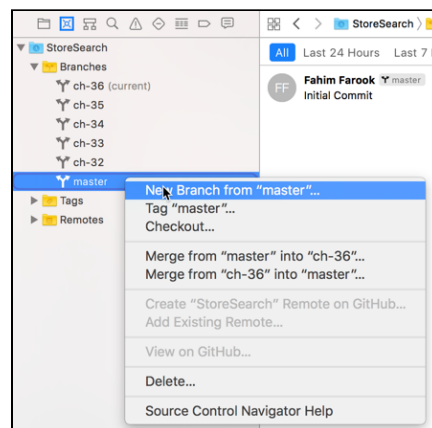 StoreSearch
StoreSearch
Branches
ch-36 (current)
ch-35
ch-34
ch-33
ch-32
master
Tags
Remotes
All Last 24 Hours Last 7
FF
Fahim Farook master
Initial Commit
New Branch from “master”...
Tag “master”...
Checkout...
Merge from “master” into “ch-36”...
Merge from “ch-36” into “master”...
Create “StoreSearch” Remote on GitHub...
Add Existing Remote...
View on GitHub...
Delete...
Source Control Navigator Help